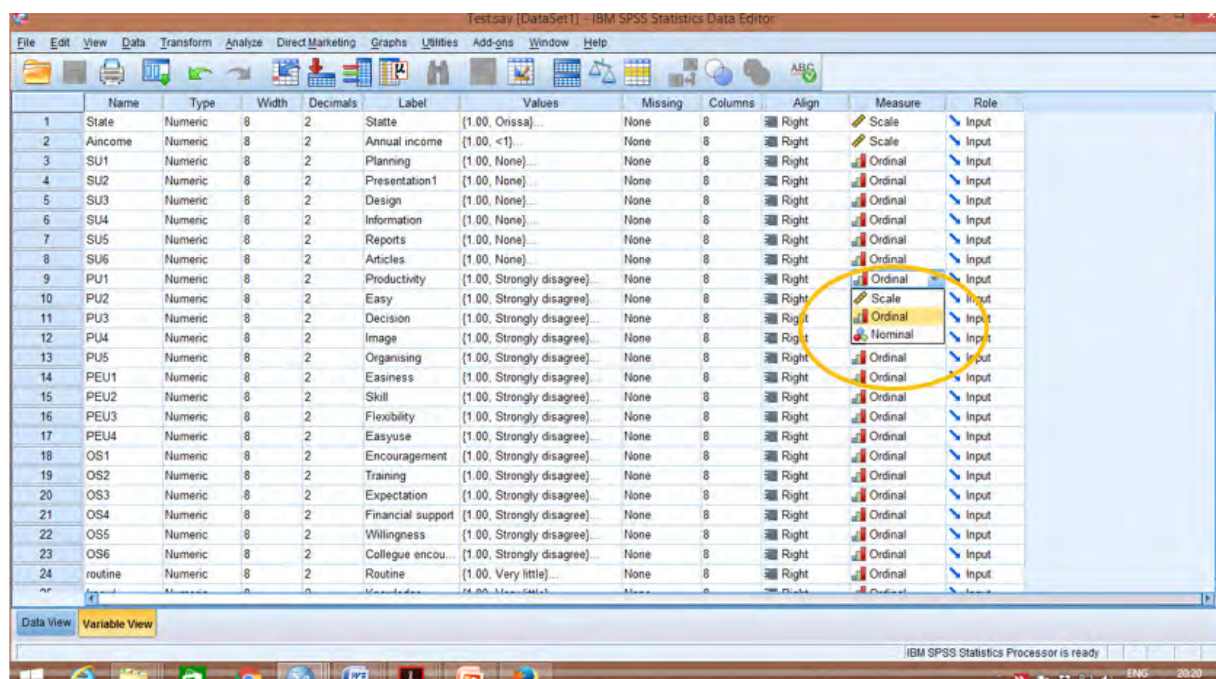 Test.sav [DataSet1] - IBM SPSS Statistics Data Editor
File Edit View Data Transform Analyze Direct Marketing Graphs Utilities Add-ons Window Help
Name Type Width Decimals Label Values Missing Columns Align Measure Role
1 State Numeric 8 2 Statte {1.00, Orissa}... None 8 Right Scale Input
2 Aincome Numeric 8 2 Annual income {1.00, <1}... None 8 Right Scale Input
3 SU1 Numeric 8 2 Planning {1.00, None}... None 8 Right Ordinal Input
4 SU2 Numeric 8 2 Presentation1 {1.00, None}... None 8 Right Ordinal Input
5 SU3 Numeric 8 2 Design {1.00, None}... None 8 Right Ordinal Input
6 SU4 Numeric 8 2 Information {1.00, None}... None 8 Right Ordinal Input
7 SU5 Numeric 8 2 Reports {1.00, None}... None 8 Right Ordinal Input
8 SU6 Numeric 8 2 Articles {1.00, None}... None 8 Right Ordinal Input
9 PU1 Numeric 8 2 Productivity {1.00, Strongly disagree}... None 8 Right Ordinal Input
10 PU2 Numeric 8 2 Easy {1.00, Strongly disagree}... None 8 Right Scale Input
11 PU3 Numeric 8 2 Decision {1.00, Strongly disagree}... None 8 Right Ordinal Input
12 PU4 Numeric 8 2 Image {1.00, Strongly disagree}... None 8 Right Nominal Input
13 PU5 Numeric 8 2 Organising {1.00, Strongly disagree}... None 8 Right Ordinal Input
14 PEU1 Numeric 8 2 Easiness {1.00, Strongly disagree}... None 8 Right Ordinal Input
15 PEU2 Numeric 8 2 Skill {1.00, Strongly disagree}... None 8 Right Ordinal Input
16 PEU3 Numeric 8 2 Flexibility {1.00, Strongly disagree}... None 8 Right Ordinal Input
17 PEU4 Numeric 8 2 Easyuse {1.00, Strongly disagree}... None 8 Right Ordinal Input
18 OS1 Numeric 8 2 Encouragement {1.00, Strongly disagree}... None 8 Right Ordinal Input
19 OS2 Numeric 8 2 Training {1.00, Strongly disagree}... None 8 Right Ordinal Input
20 OS3 Numeric 8 2 Expectation {1.00, Strongly disagree}... None 8 Right Ordinal Input
21 OS4 Numeric 8 2 Financial support {1.00, Strongly disagree}... None 8 Right Ordinal Input
22 OS5 Numeric 8 2 Willingness {1.00, Strongly disagree}... None 8 Right Ordinal Input
23 OS6 Numeric 8 2 Collegue encou... {1.00, Strongly disagree}... None 8 Right Ordinal Input
24 routine Numeric 8 2 Routine {1.00, Very little}... None 8 Right Ordinal Input
Data View Variable View
IBM SPSS Statistics Processor is ready
ENG 20:20